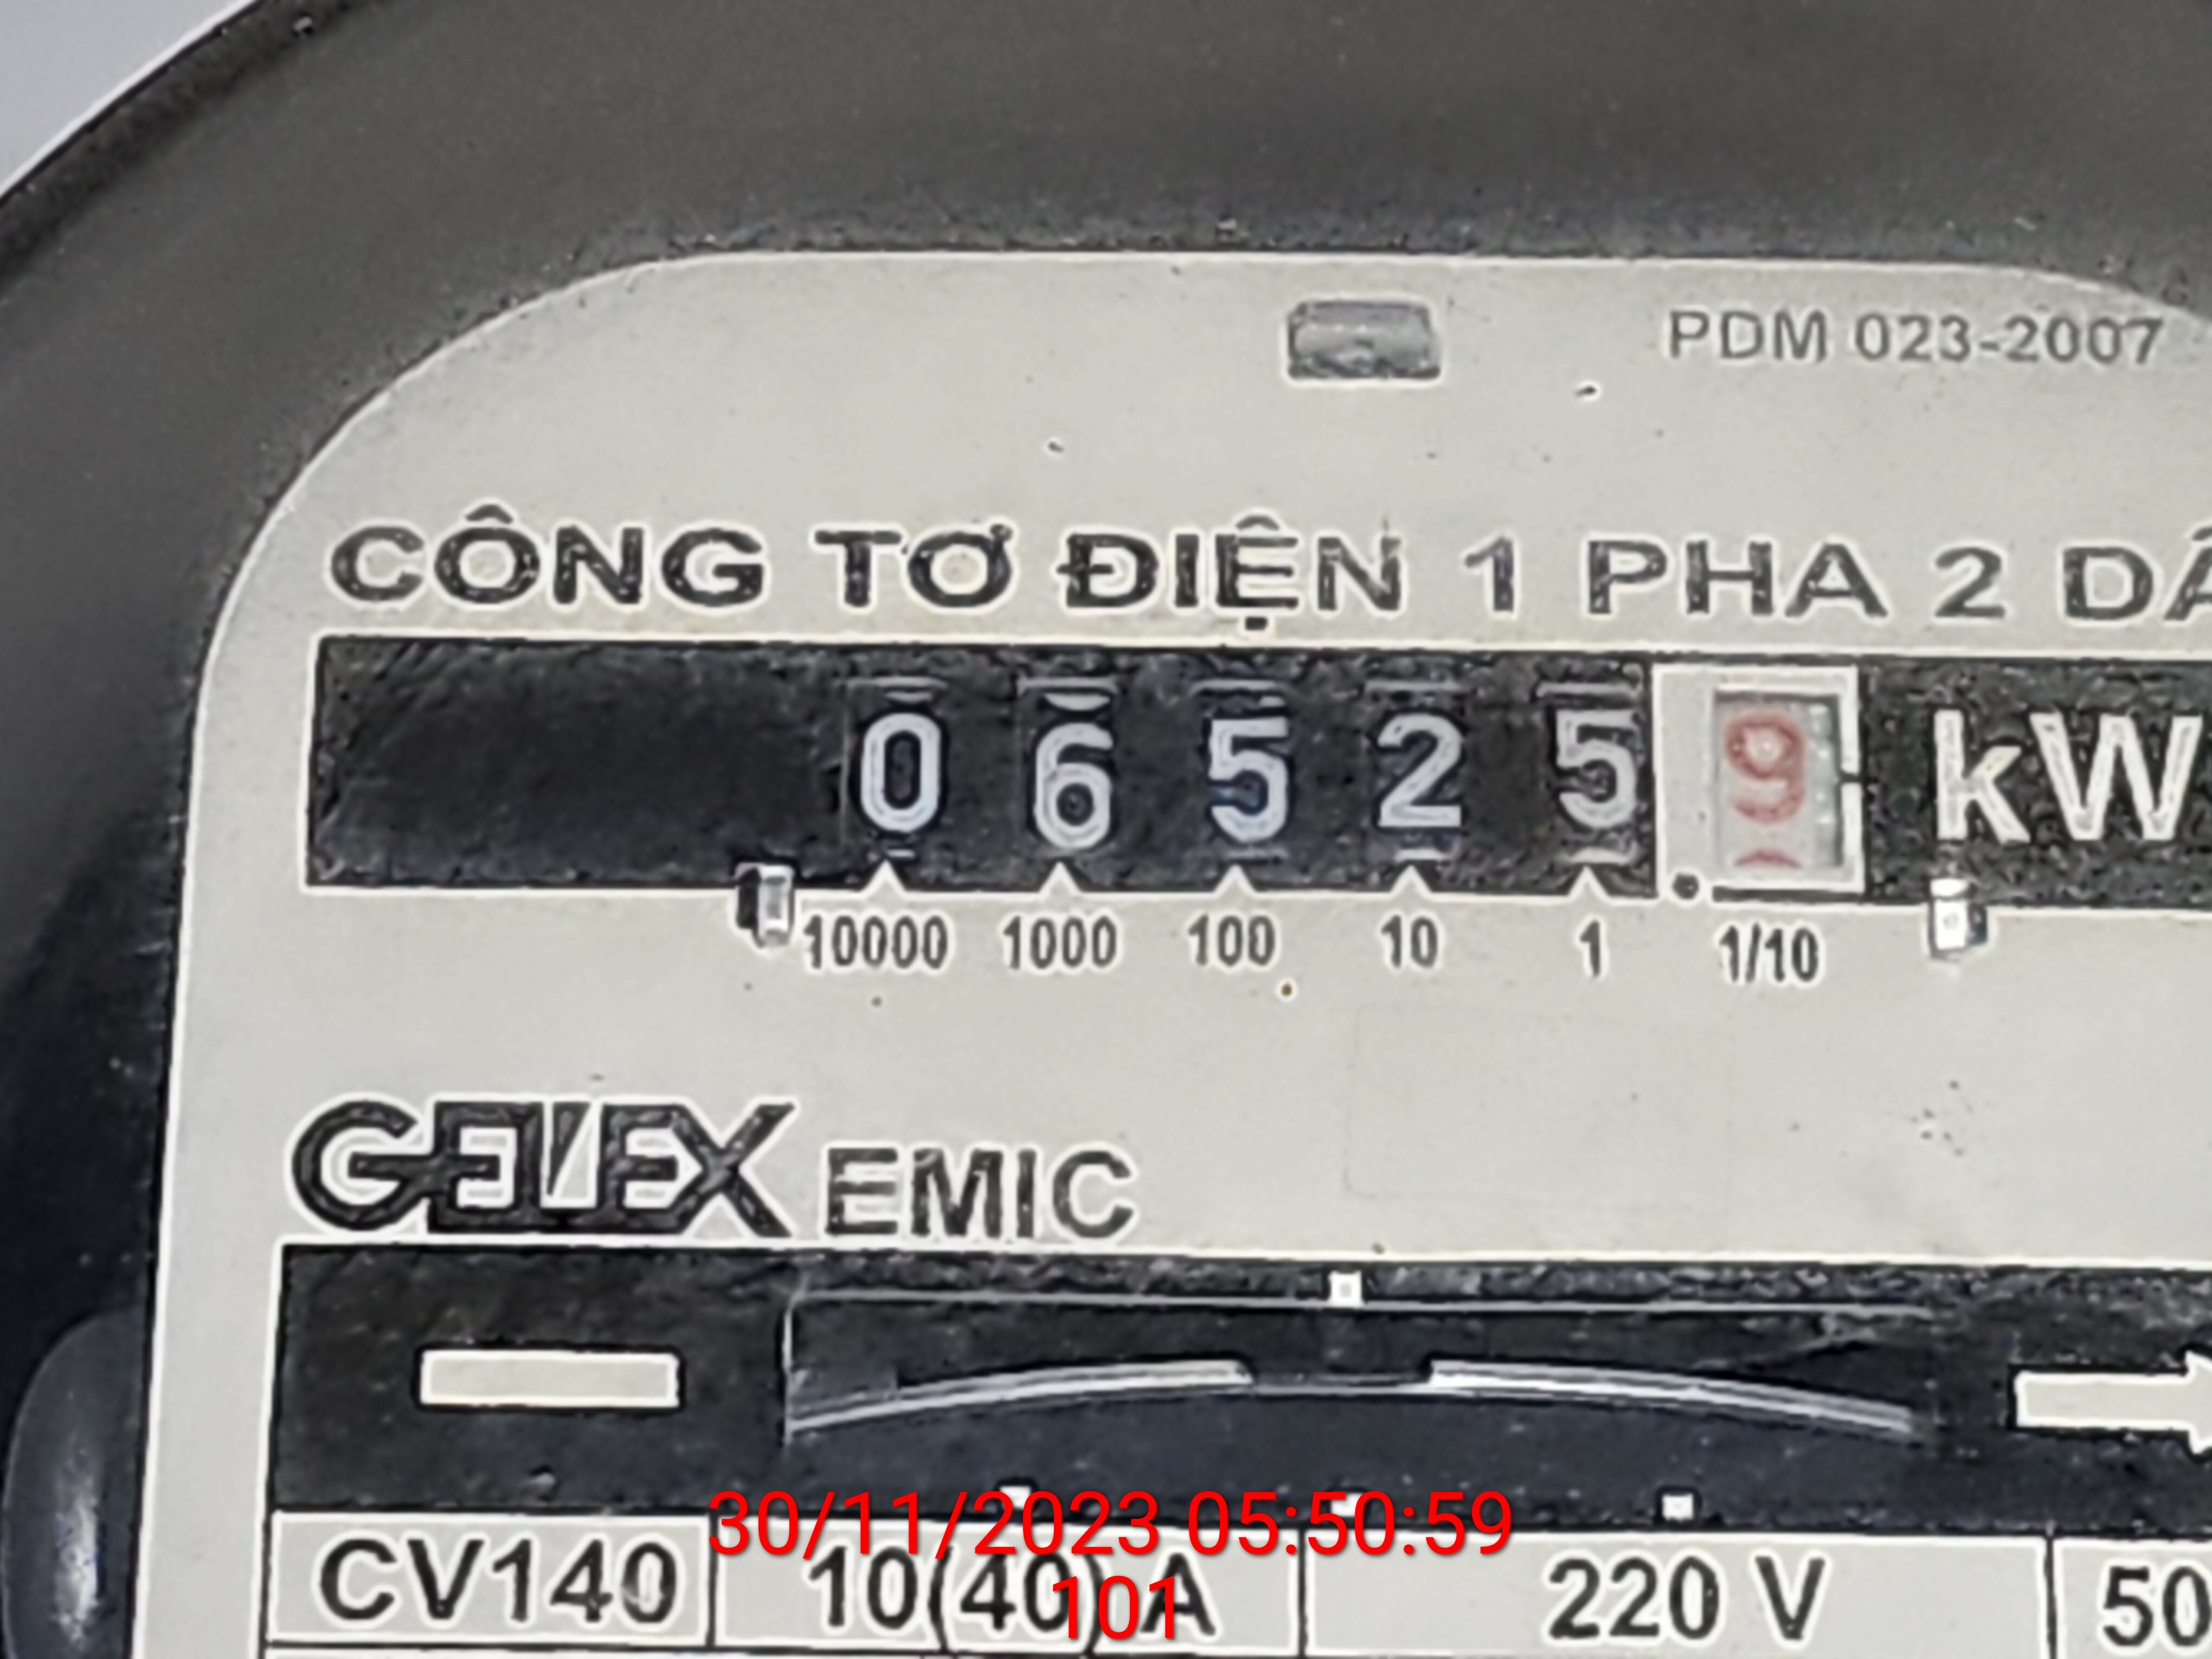 PDM 023-2007
CÔNG TƠ ĐIỆN 1 PHA 2 DÂ
0 6 5 2 5 9 kW
10000 1000 100 10 1 1/10
GELEX EMIC
30/11/2023 05:50:59
CV140 10(40) A 220 V 50
101